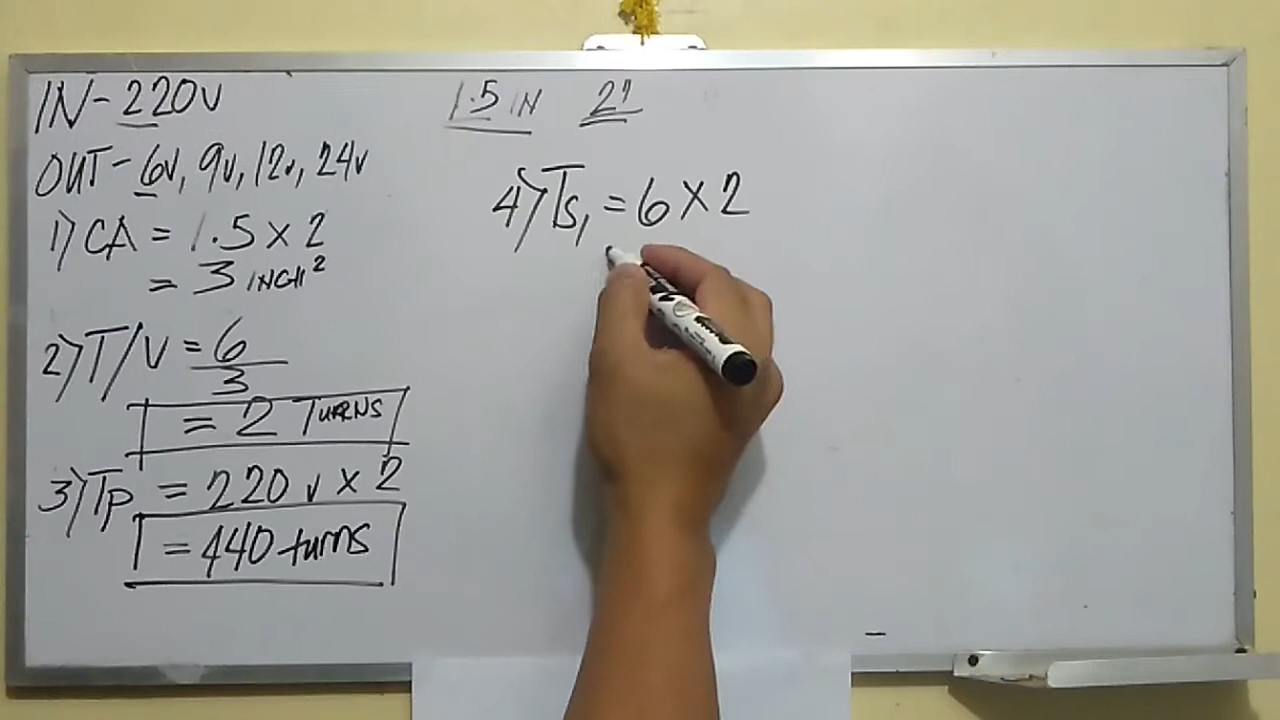 IN - 220V
OUT - 6V, 9V, 12V, 24V
1) CA = 1.5 × 2
= 3 INCH²
2) T/V = 6/3
= 2 TURNS
3) Tp = 220 V × 2
= 440 turns
1.5 IN 2"
4) Ts₁ = 6 × 2